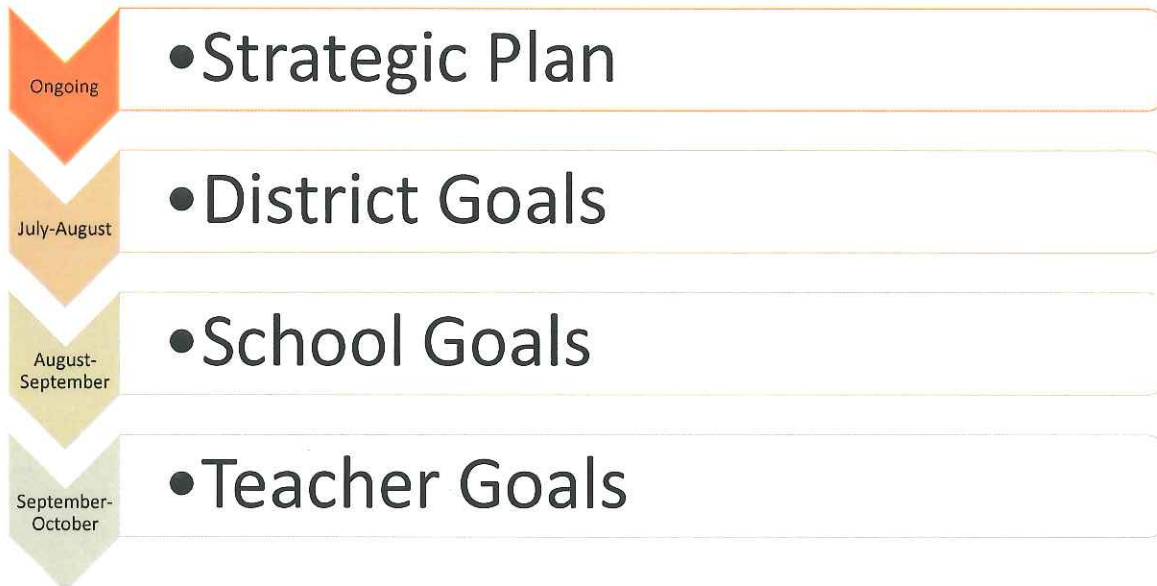 Ongoing
•Strategic Plan
July-August
•District Goals
August-
September
•School Goals
September-
October
•Teacher Goals